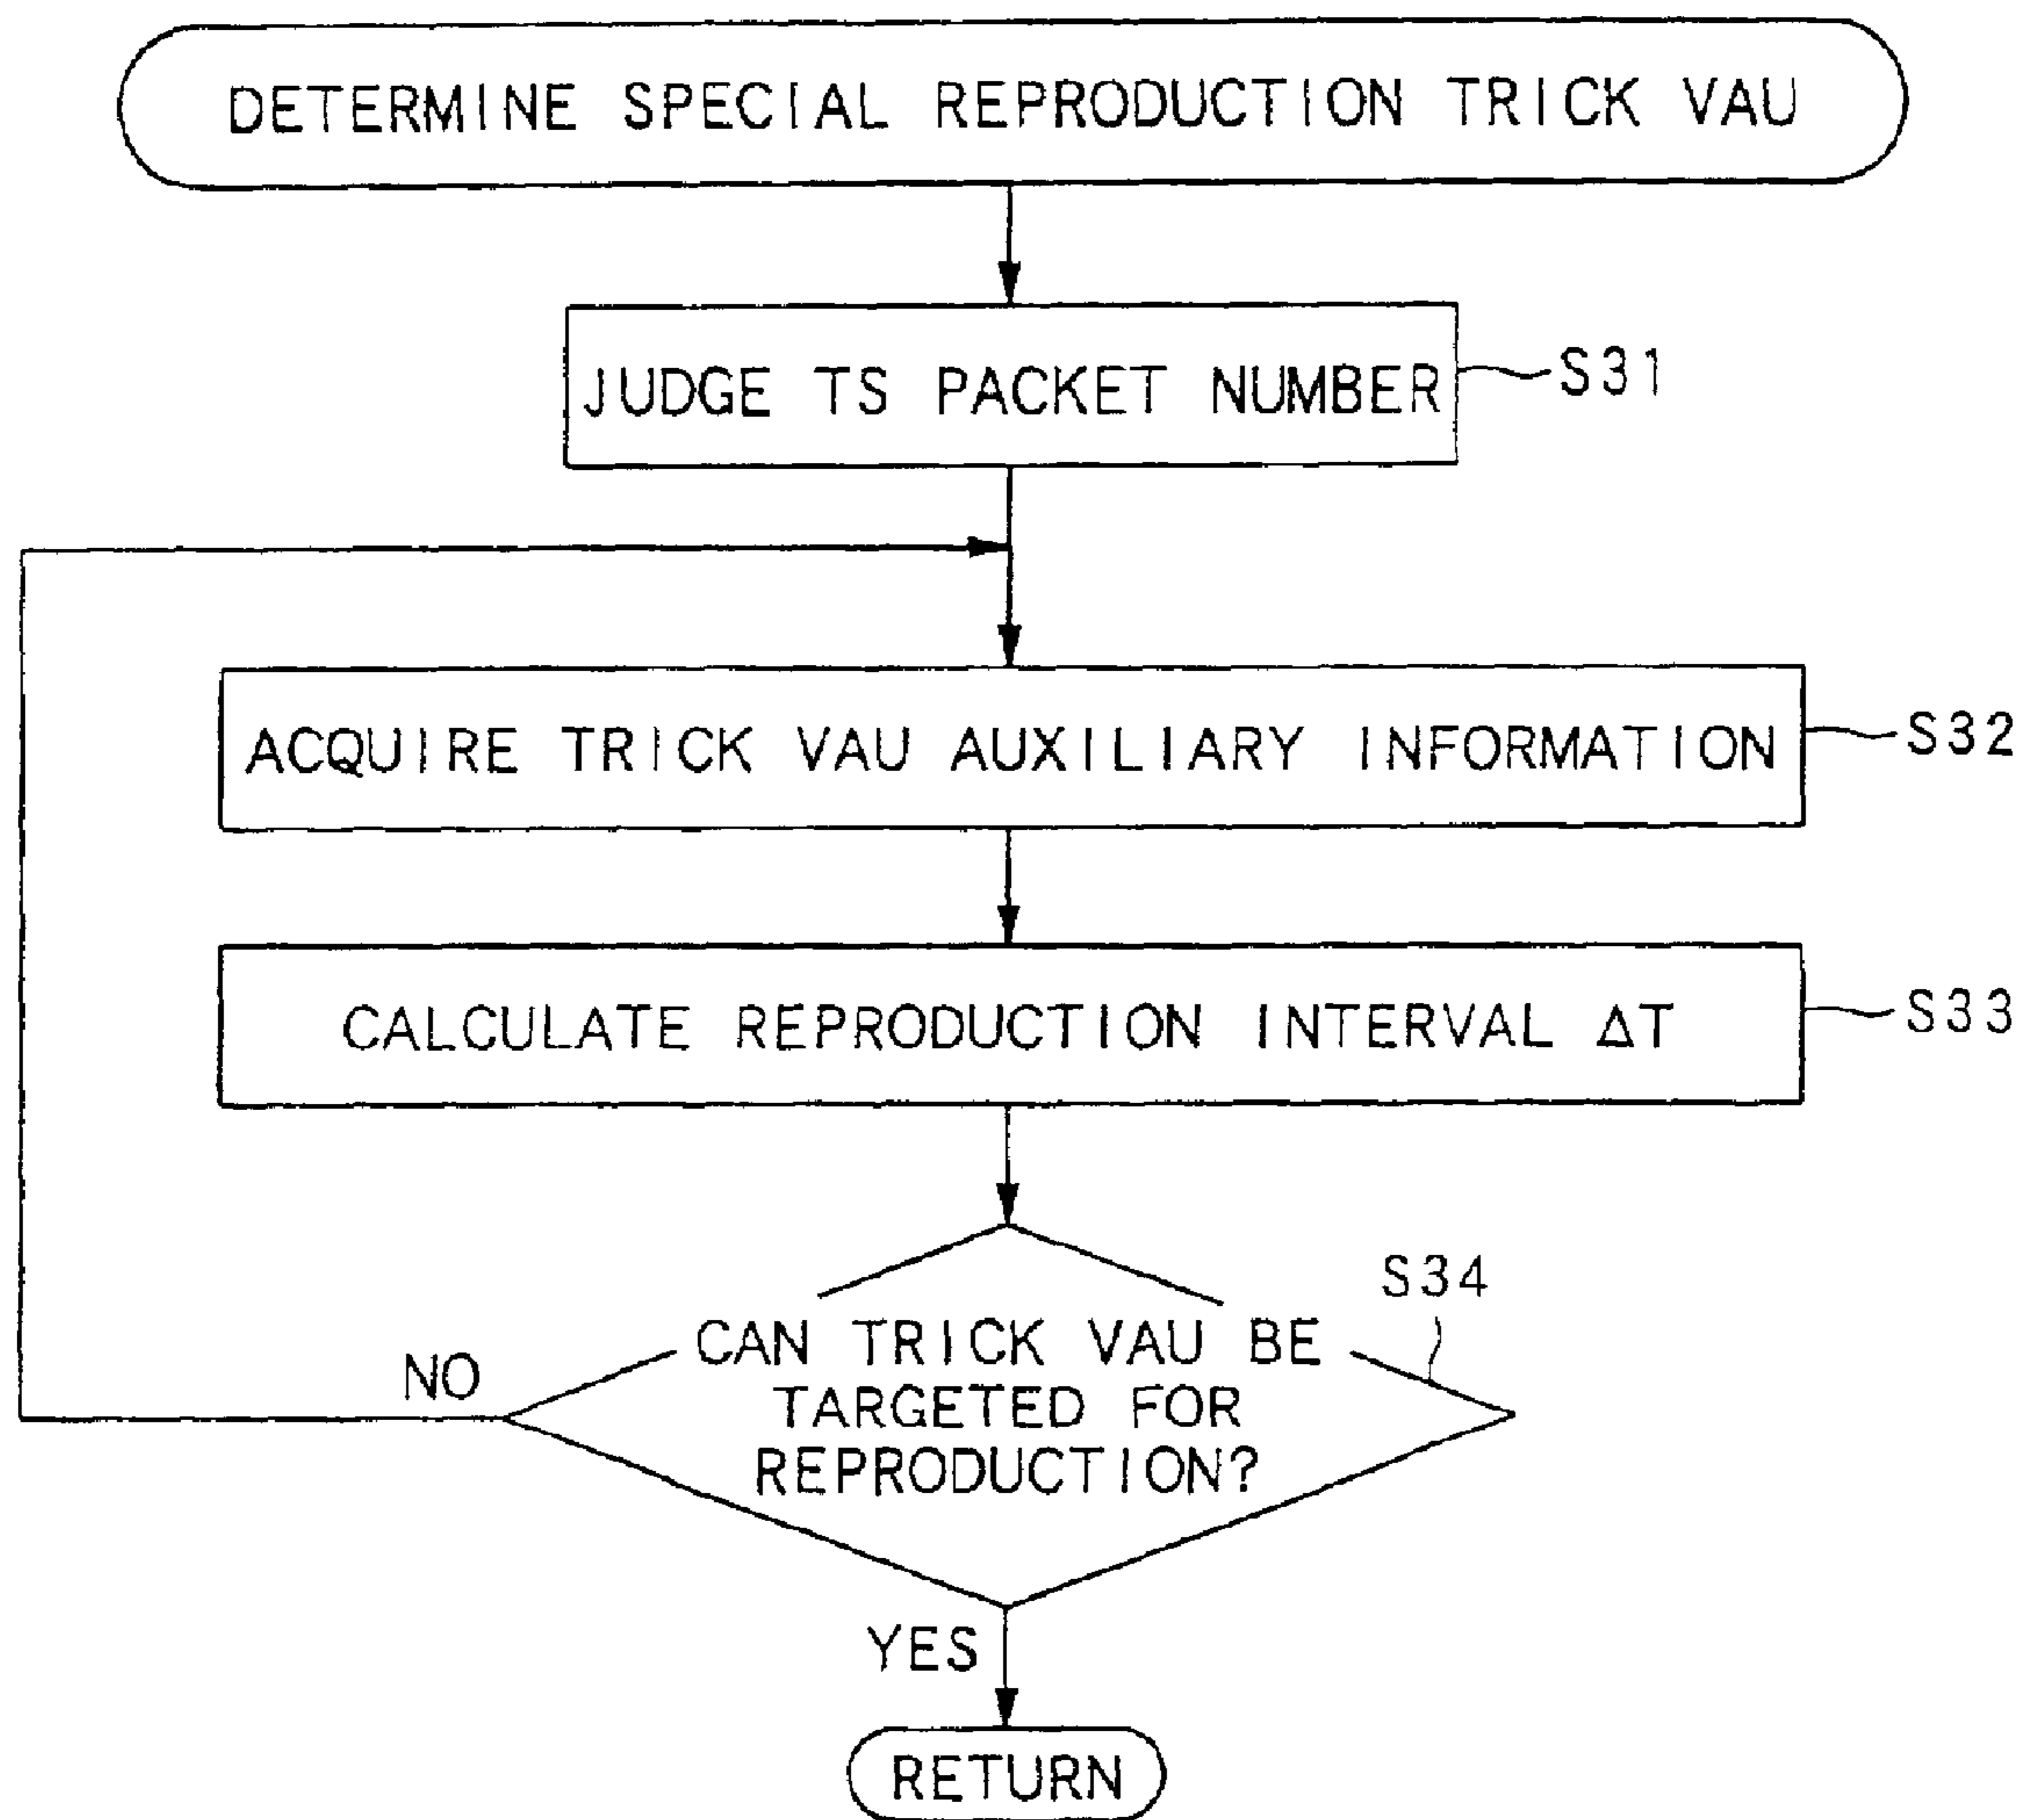 DETERMINE SPECIAL REPRODUCTION TRICK VAU
JUDGE TS PACKET NUMBER
S31
ACQUIRE TRICK VAU AUXILIARY INFORMATION
S32
CALCULATE REPRODUCTION INTERVAL ΔT
S33
S34
CAN TRICK VAU BE
TARGETED FOR
REPRODUCTION?
NO
YES
RETURN